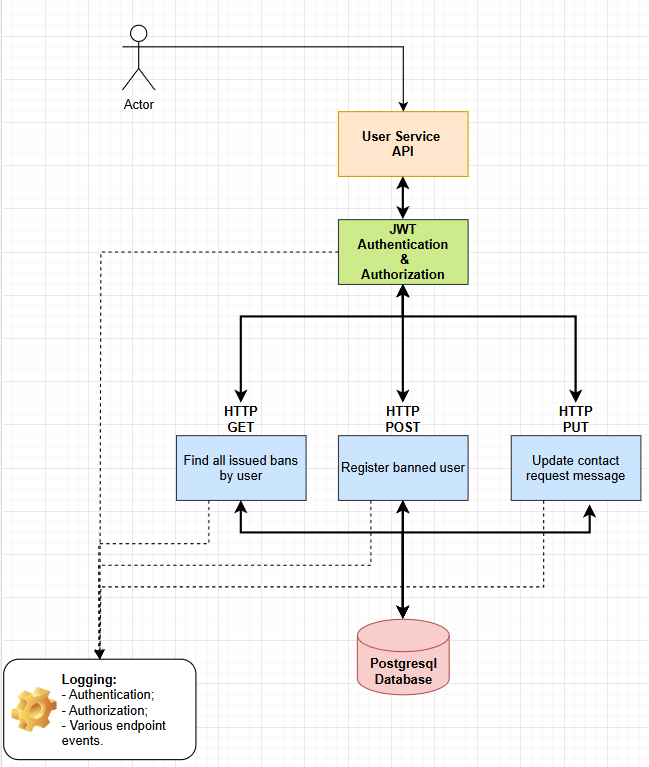 Actor
User Service
API
JWT
Authentication
&
Authorization
HTTP
GET
HTTP
POST
HTTP
PUT
Find all issued bans
by user
Register banned user
Update contact
request message
Postgresql
Database
Logging:
- Authentication;
- Authorization;
- Various endpoint
events.